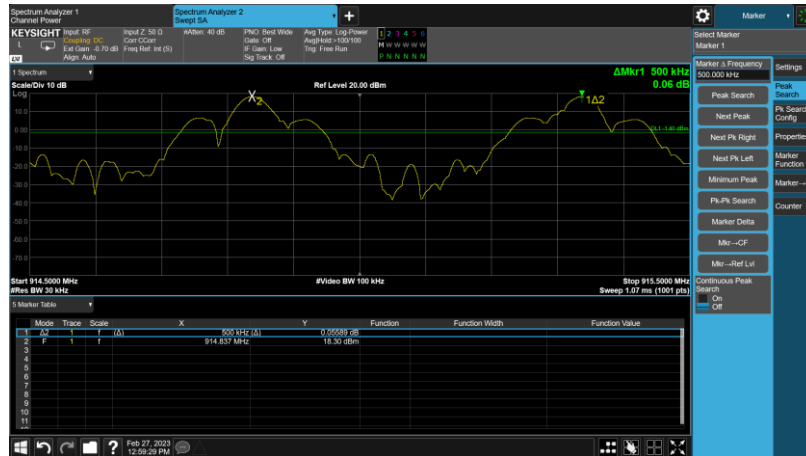 Spectrum Analyzer 1
Channel Power
Spectrum Analyzer 2
Swept SA
+
Marker
KEYSIGHT
Input: RF
Coupling: DC
Ext Gain: -0.70 dB
Align: Auto
Input Z: 50 Ω
Corr CCorr
Freq Ref: Int (S)
#Atten: 40 dB
PNO: Best Wide
Gate: Off
IF Gain: Low
Sig Track: Off
Avg Type: Log-Power
Avg|Hold: >100/100
Trig: Free Run
1 2 3 4 5 6
M W W W W W
P N N N N N
L
Select Marker
Marker 1
1 Spectrum
Scale/Div 10 dB
Log
Ref Level 20.00 dBm
ΔMkr1 500 kHz
0.06 dB
2
1Δ2
10.0
0.00
DL1 -1.40 dBm
-10.0
-20.0
-30.0
-40.0
-50.0
-60.0
-70.0
Start 914.5000 MHz
#Res BW 30 kHz
#Video BW 100 kHz
Stop 915.5000 MHz
Sweep 1.07 ms (1001 pts)
5 Marker Table
Mode Trace Scale X Y Function Function Width Function Value
1 Δ2 1 f (Δ) 500 kHz (Δ) 0.05589 dB
2 F 1 f 914.837 MHz 18.30 dBm
3
4
5
6
7
8
9
10
11
Marker Δ Frequency
500.000 kHz
Peak Search
Next Peak
Next Pk Right
Next Pk Left
Minimum Peak
Pk-Pk Search
Marker Delta
Mkr→CF
Mkr→Ref Lvl
Continuous Peak
Search
On
Off
Settings
Peak
Search
Pk Search
Config
Properties
Marker
Function
Marker→
Counter
?
Feb 27, 2023
12:59:29 PM